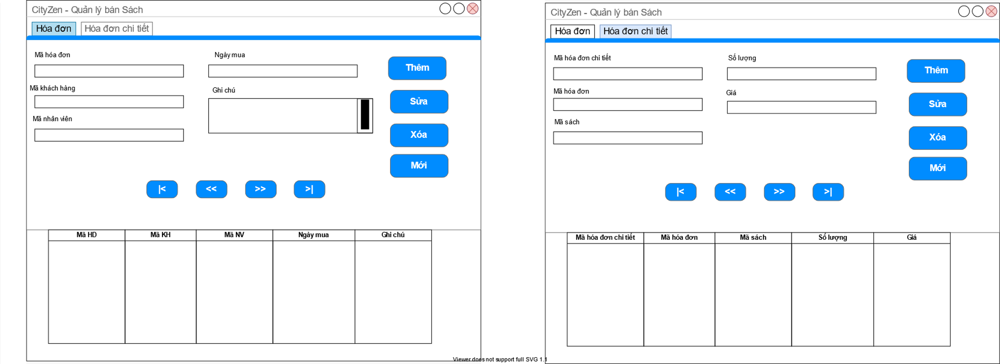 CityZen - Quản lý bán Sách
Hóa đơn
Hóa đơn chi tiết
Mã hóa đơn
Ngày mua
Thêm
Mã khách hàng
Ghi chú
Sửa
Mã nhân viên
Xóa
Mới
|<
<<
>>
>|
Mã HD
Mã KH
Mã NV
Ngày mua
Ghi chú
CityZen - Quản lý bán Sách
Hóa đơn
Hóa đơn chi tiết
Mã hóa đơn chi tiết
Số lượng
Thêm
Mã hóa đơn
Giá
Sửa
Mã sách
Xóa
Mới
|<
<<
>>
>|
Mã hóa đơn chi tiết
Mã hóa đơn
Mã sách
Số lượng
Giá
Viewer does not support full SVG 1.1